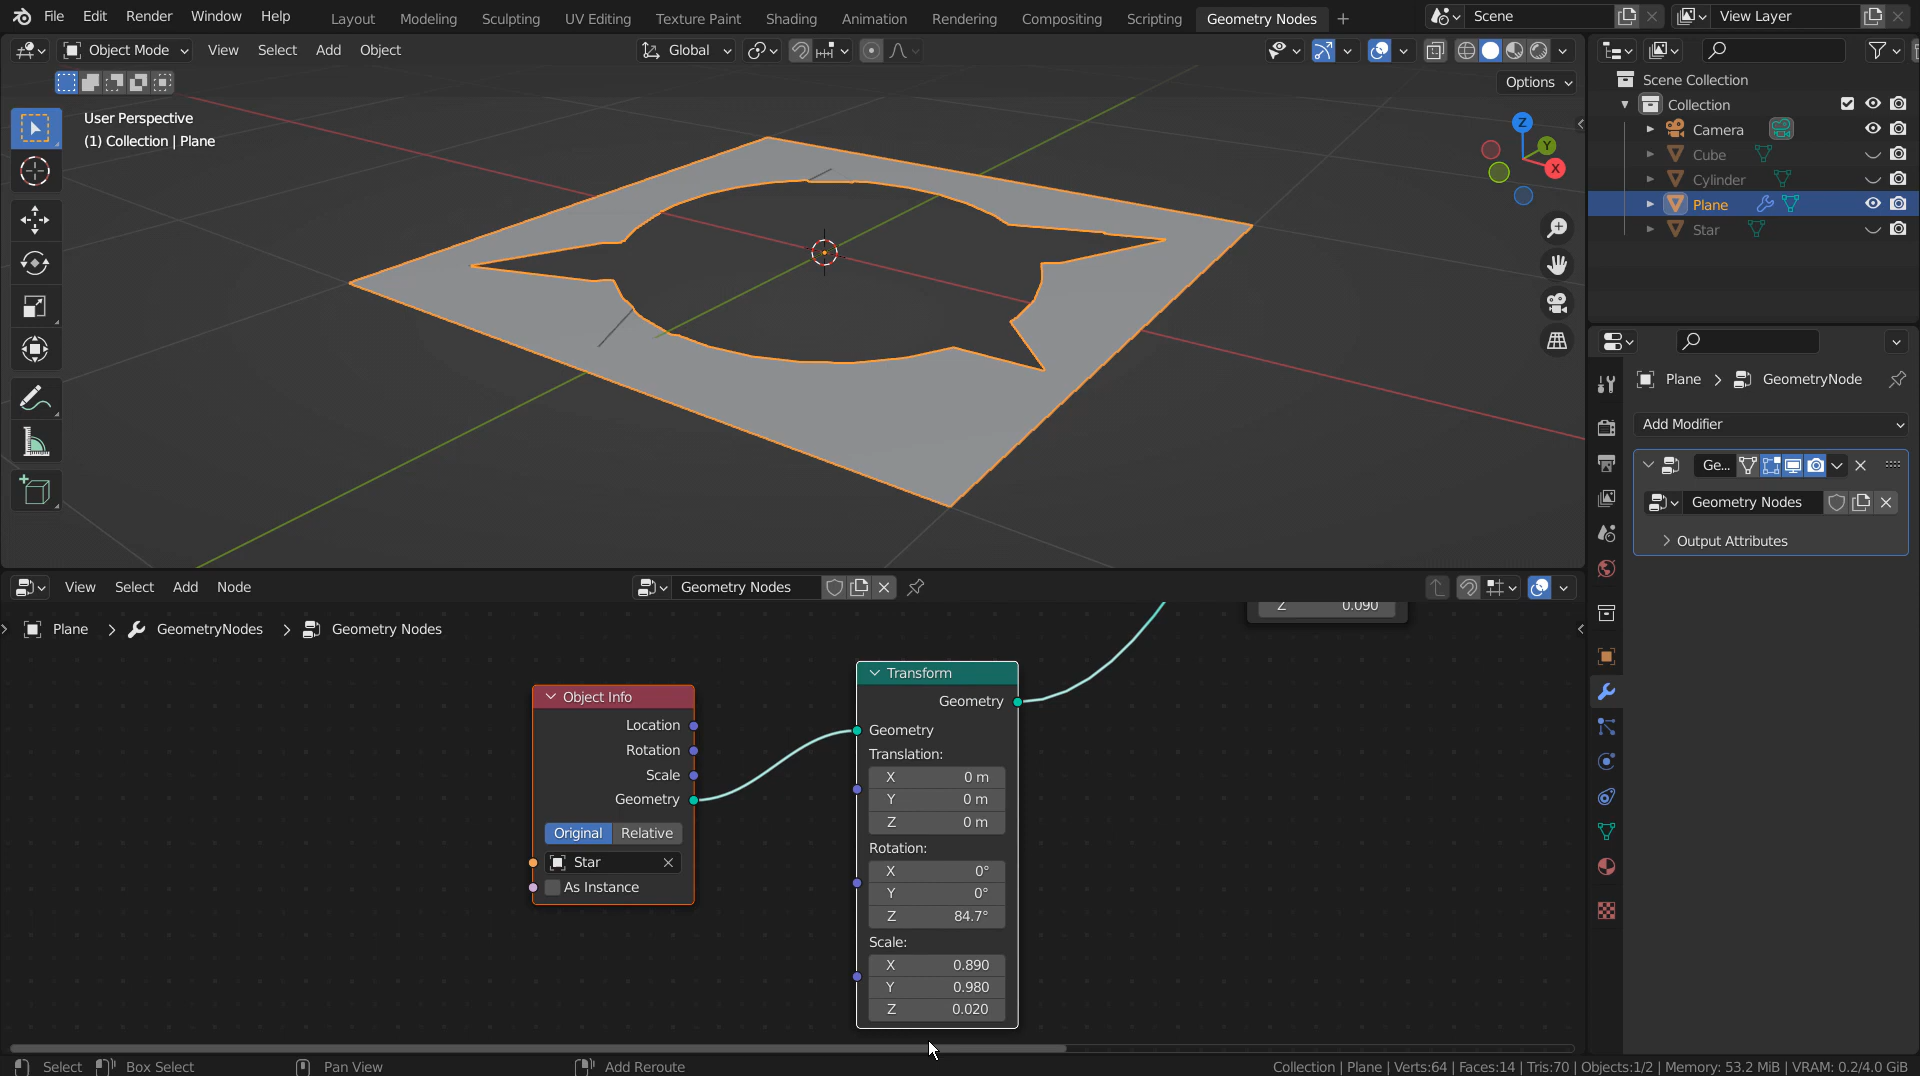 File Edit Render Window Help Layout Modeling Sculpting UV Editing Texture Paint Shading Animation Rendering Compositing Scripting Geometry Nodes + Scene View Layer
Object Mode View Select Add Object Global
Options
User Perspective
(1) Collection | Plane
Z
Y
X
Scene Collection
Collection
Camera
Cube
Cylinder
Plane
Star
Plane > GeometryNode
Add Modifier
Ge...
Geometry Nodes
Output Attributes
View Select Add Node Geometry Nodes
Plane > GeometryNodes > Geometry Nodes
Z 0.090
Object Info
Location
Rotation
Scale
Geometry
Original Relative
Star
As Instance
Transform
Geometry
Geometry
Translation:
X 0 m
Y 0 m
Z 0 m
Rotation:
X 0°
Y 0°
Z 84.7°
Scale:
X 0.890
Y 0.980
Z 0.020
Select Box Select Pan View Add Reroute Collection | Plane | Verts:64 | Faces:14 | Tris:70 | Objects:1/2 | Memory: 53.2 MiB | VRAM: 0.2/4.0 GiB